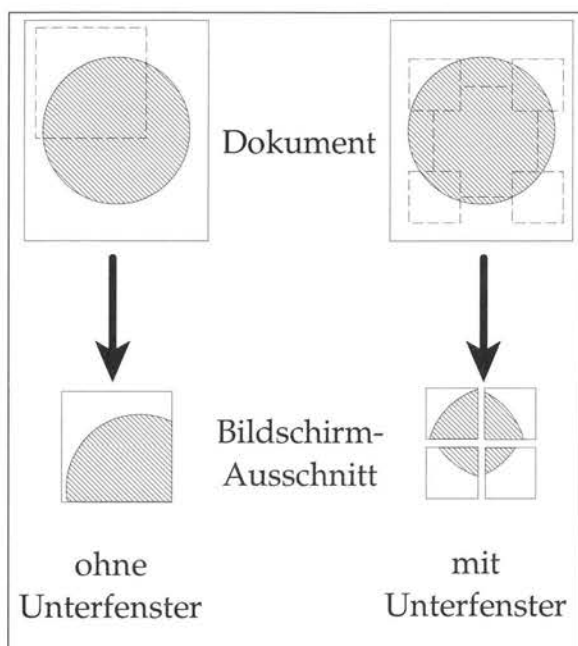 Dokument
Bildschirm-
Ausschnitt
ohne
Unterfenster
mit
Unterfenster